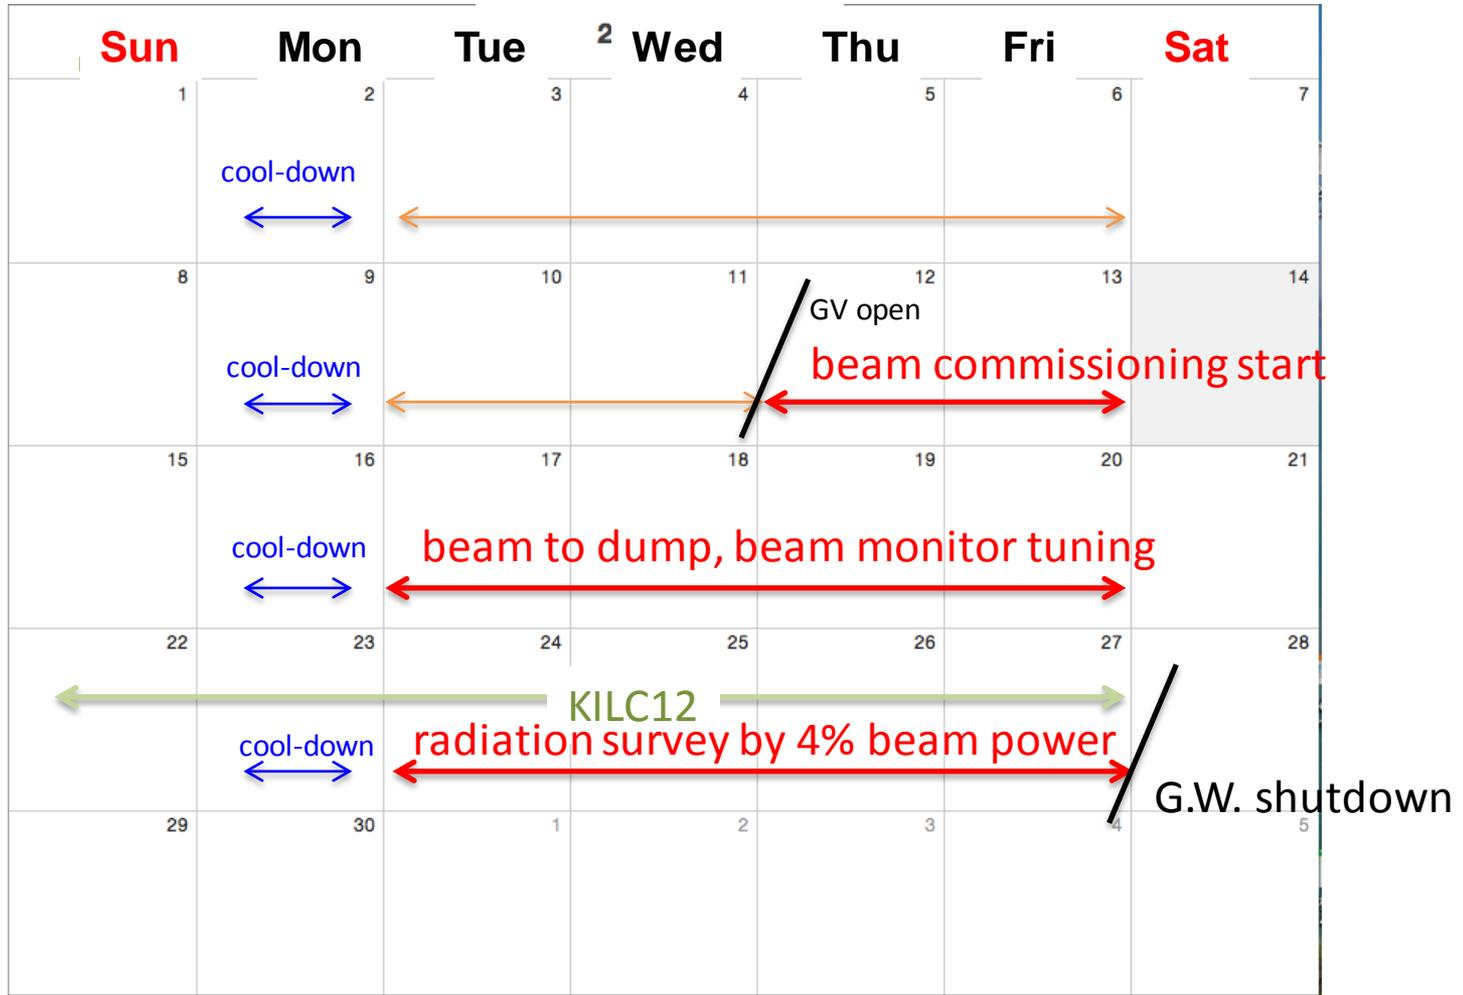 Sun Mon Tue 2 Wed Thu Fri Sat
1 2 3 4 5 6 7
cool-down
8 9 10 11 12 13 14
GV open
cool-down beam commissioning start
15 16 17 18 19 20 21
cool-down beam to dump, beam monitor tuning
22 23 24 25 26 27 28
KILC12
cool-down radiation survey by 4% beam power
G.W. shutdown
29 30 1 2 3 4 5